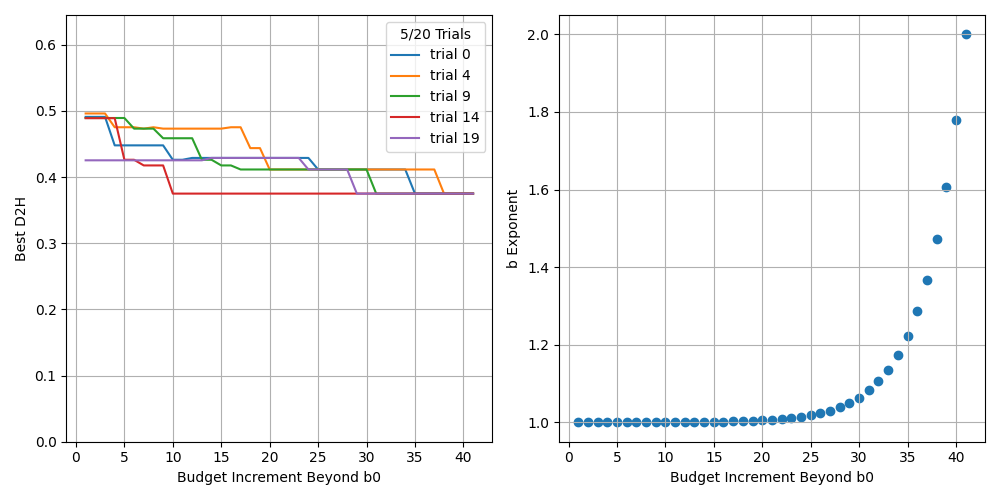 0.6
0.5
0.4
0.3
0.2
0.1
0.0
Best D2H
0 5 10 15 20 25 30 35 40
Budget Increment Beyond b0
5/20 Trials
trial 0
trial 4
trial 9
trial 14
trial 19
2.0
1.8
1.6
1.4
1.2
1.0
b Exponent
0 5 10 15 20 25 30 35 40
Budget Increment Beyond b0